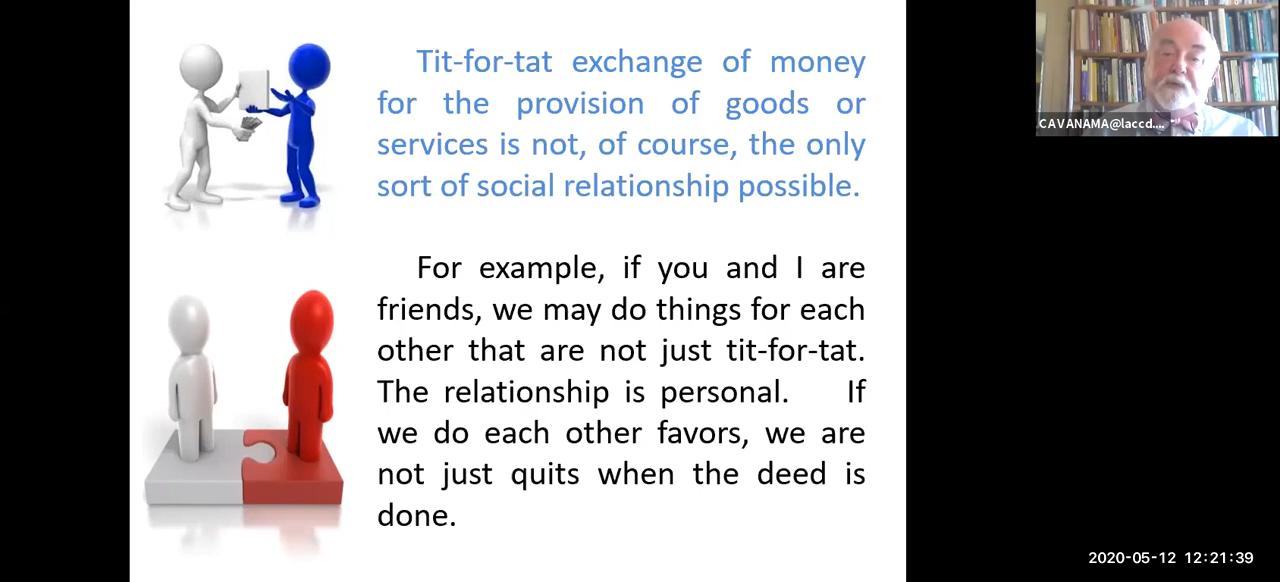 Tit-for-tat exchange of money
for the provision of goods or
services is not, of course, the only
sort of social relationship possible.
CAVANAMA@laccd....
For example, if you and I are
friends, we may do things for each
other that are not just tit-for-tat.
The relationship is personal. If
we do each other favors, we are
not just quits when the deed is
done.
2020-05-12 12:21:39